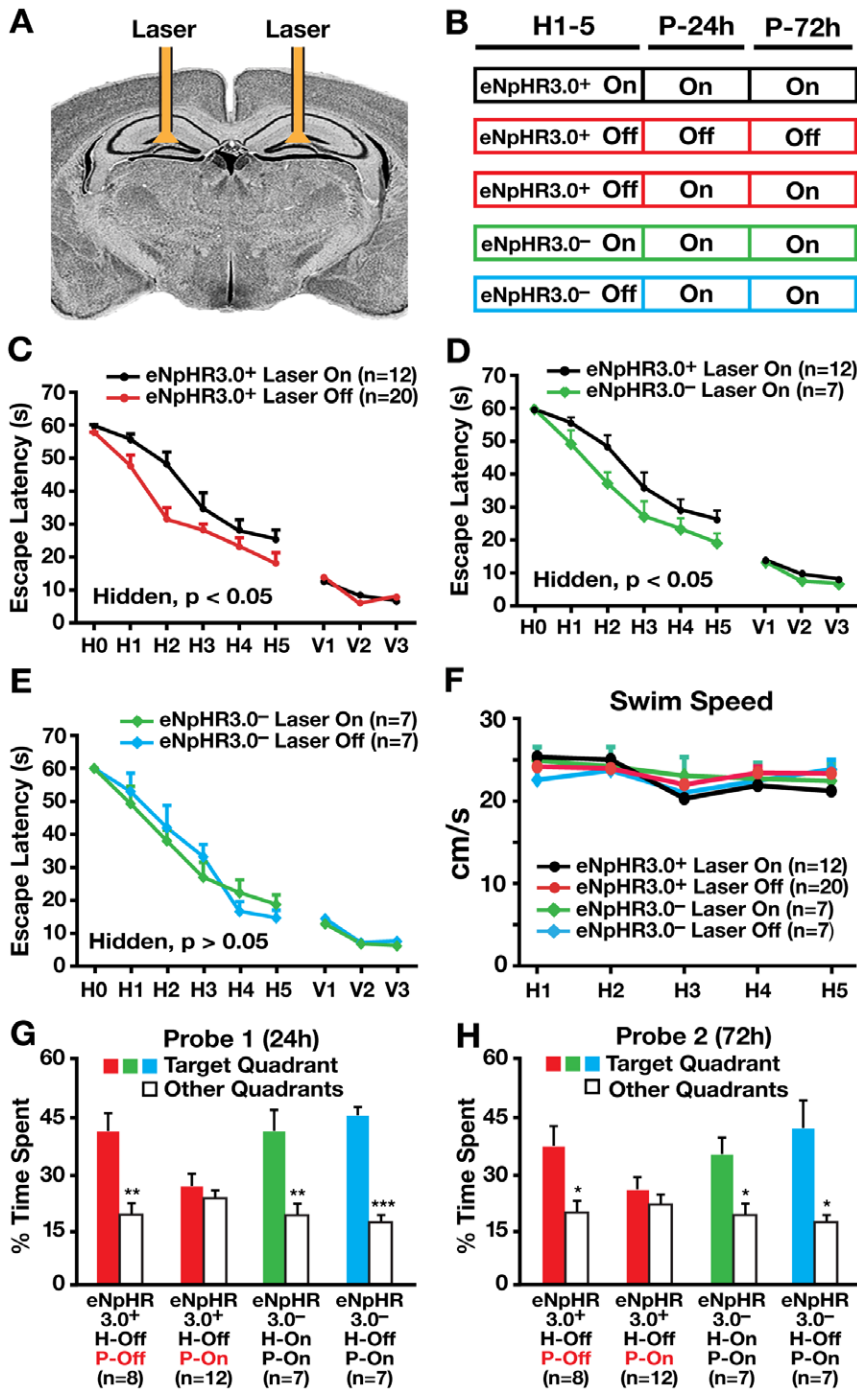 A
Laser Laser
B
H1-5 P-24h P-72h
eNpHR3.0+ On On On
eNpHR3.0+ Off Off Off
eNpHR3.0+ Off On On
eNpHR3.0– On On On
eNpHR3.0– Off On On
C
eNpHR3.0+ Laser On (n=12)
eNpHR3.0+ Laser Off (n=20)
Escape Latency (s)
70
60
50
40
30
20
10
0
Hidden, p < 0.05
H0 H1 H2 H3 H4 H5 V1 V2 V3
D
eNpHR3.0+ Laser On (n=12)
eNpHR3.0– Laser On (n=7)
Escape Latency (s)
70
60
50
40
30
20
10
0
Hidden, p < 0.05
H0 H1 H2 H3 H4 H5 V1 V2 V3
E
eNpHR3.0– Laser On (n=7)
eNpHR3.0– Laser Off (n=7)
Escape Latency (s)
70
60
50
40
30
20
10
0
Hidden, p > 0.05
H0 H1 H2 H3 H4 H5 V1 V2 V3
F
Swim Speed
cm/s
30
20
10
0
eNpHR3.0+ Laser On (n=12)
eNpHR3.0+ Laser Off (n=20)
eNpHR3.0– Laser On (n=7)
eNpHR3.0– Laser Off (n=7)
H1 H2 H3 H4 H5
G
Probe 1 (24h)
Target Quadrant
Other Quadrants
% Time Spent
60
45
30
15
0
** ** ***
eNpHR eNpHR eNpHR eNpHR
3.0+ 3.0+ 3.0– 3.0–
H-Off H-Off H-On H-Off
P-Off P-On P-On P-On
(n=8) (n=12) (n=7) (n=7)
H
Probe 2 (72h)
Target Quadrant
Other Quadrants
% Time Spent
60
45
30
15
0
* * *
eNpHR eNpHR eNpHR eNpHR
3.0+ 3.0+ 3.0– 3.0–
H-Off H-Off H-On H-Off
P-Off P-On P-On P-On
(n=8) (n=12) (n=7) (n=7)